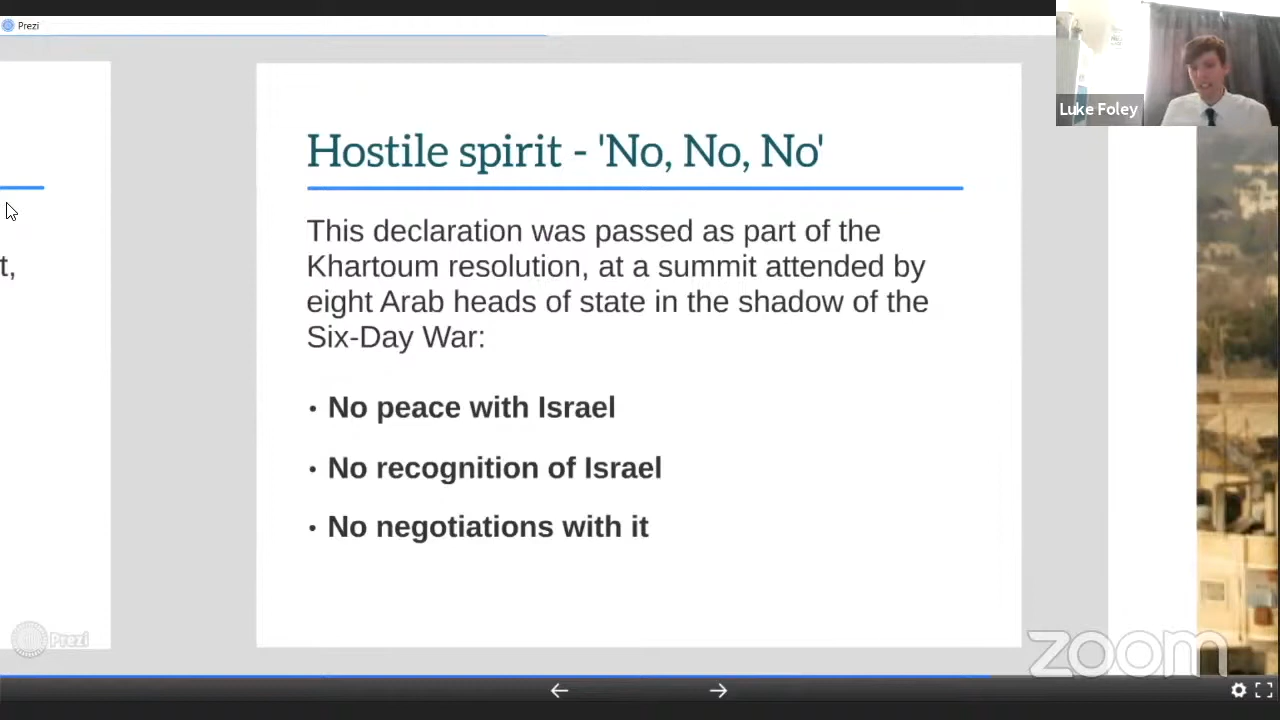 Prezi
Luke Foley
Hostile spirit - 'No, No, No'
t,
This declaration was passed as part of the
Khartoum resolution, at a summit attended by
eight Arab heads of state in the shadow of the
Six-Day War:
• No peace with Israel
• No recognition of Israel
• No negotiations with it
Prezi
zoom